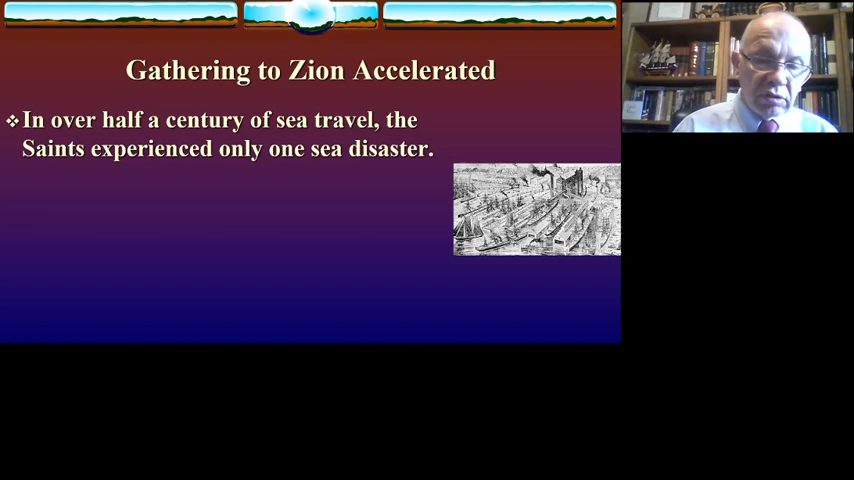 Gathering to Zion Accelerated
❖In over half a century of sea travel, the
Saints experienced only one sea disaster.